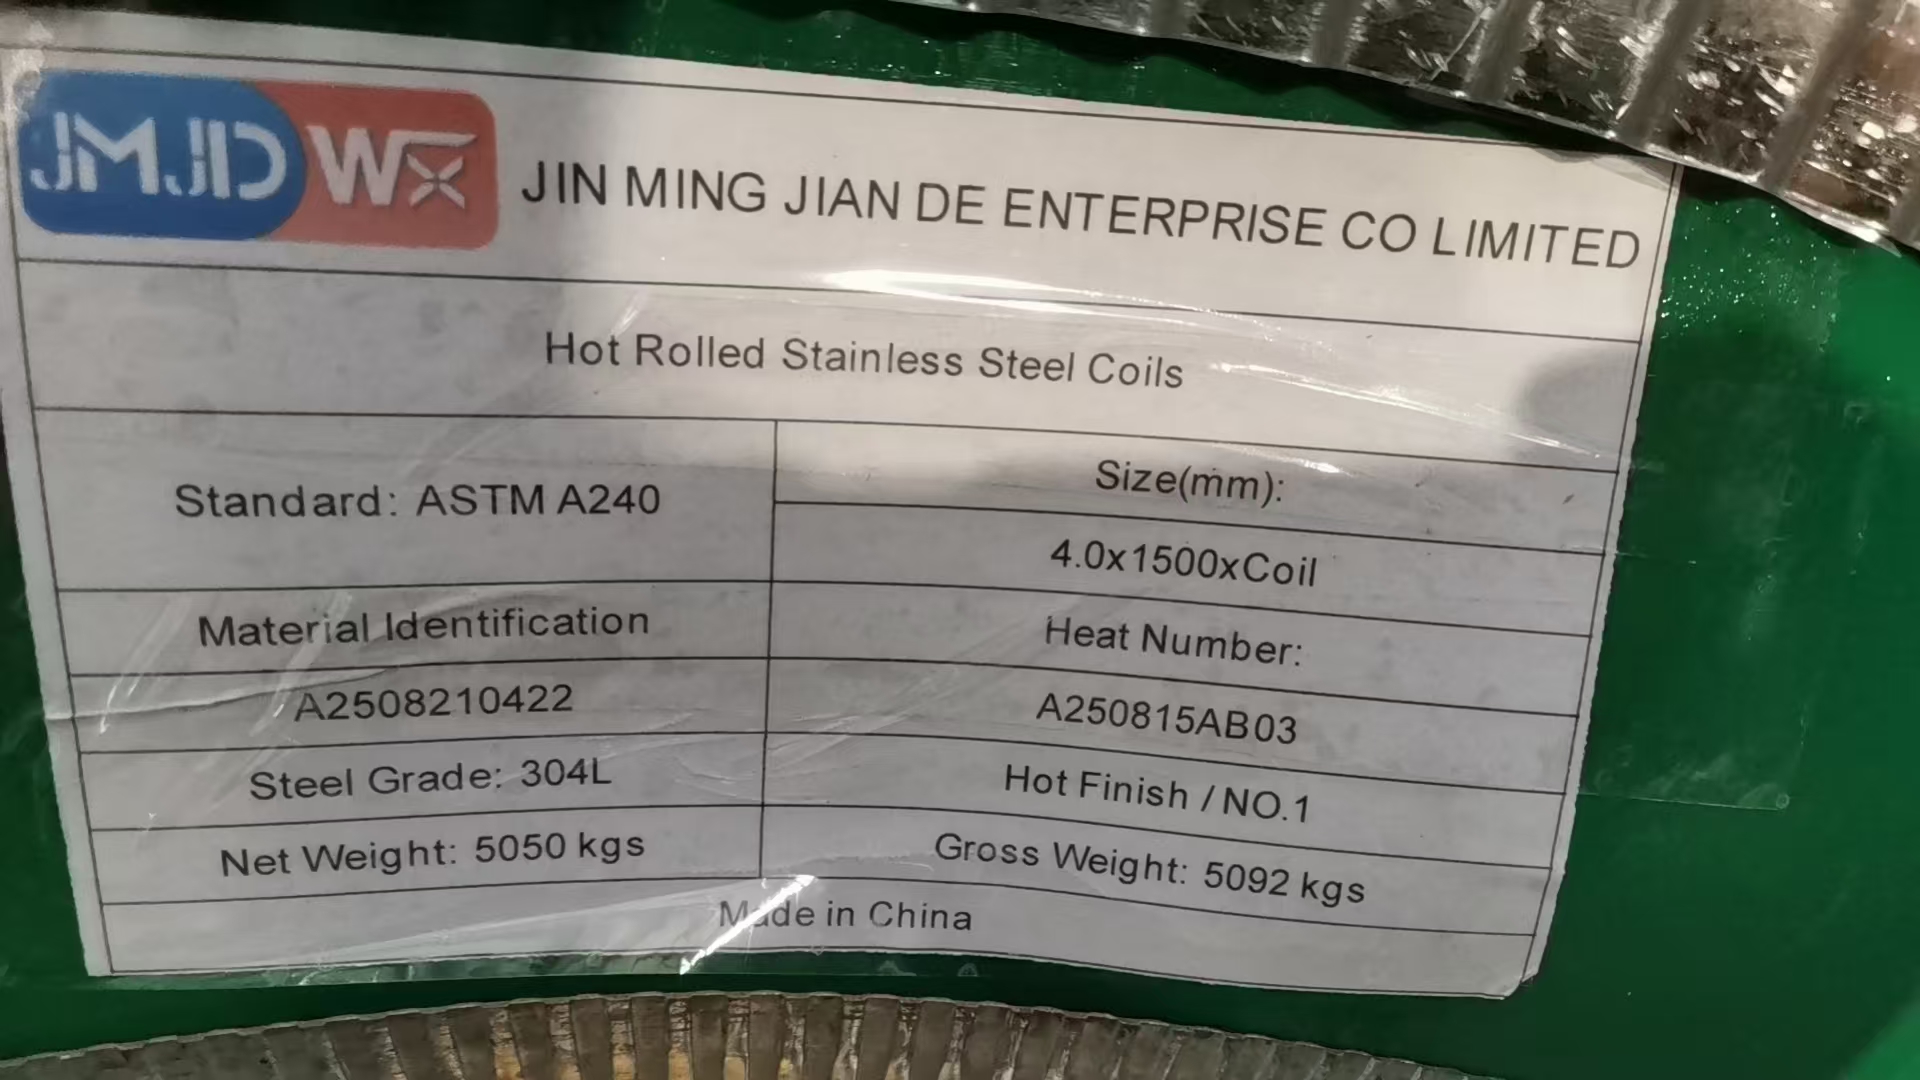 JMJD WX
JIN MING JIAN DE ENTERPRISE CO LIMITED
Hot Rolled Stainless Steel Coils
Standard: ASTM A240
Size(mm):
4.0x1500xCoil
Material Identification
Heat Number:
A2508210422
A250815AB03
Steel Grade: 304L
Hot Finish / NO.1
Net Weight: 5050 kgs
Gross Weight: 5092 kgs
Made in China